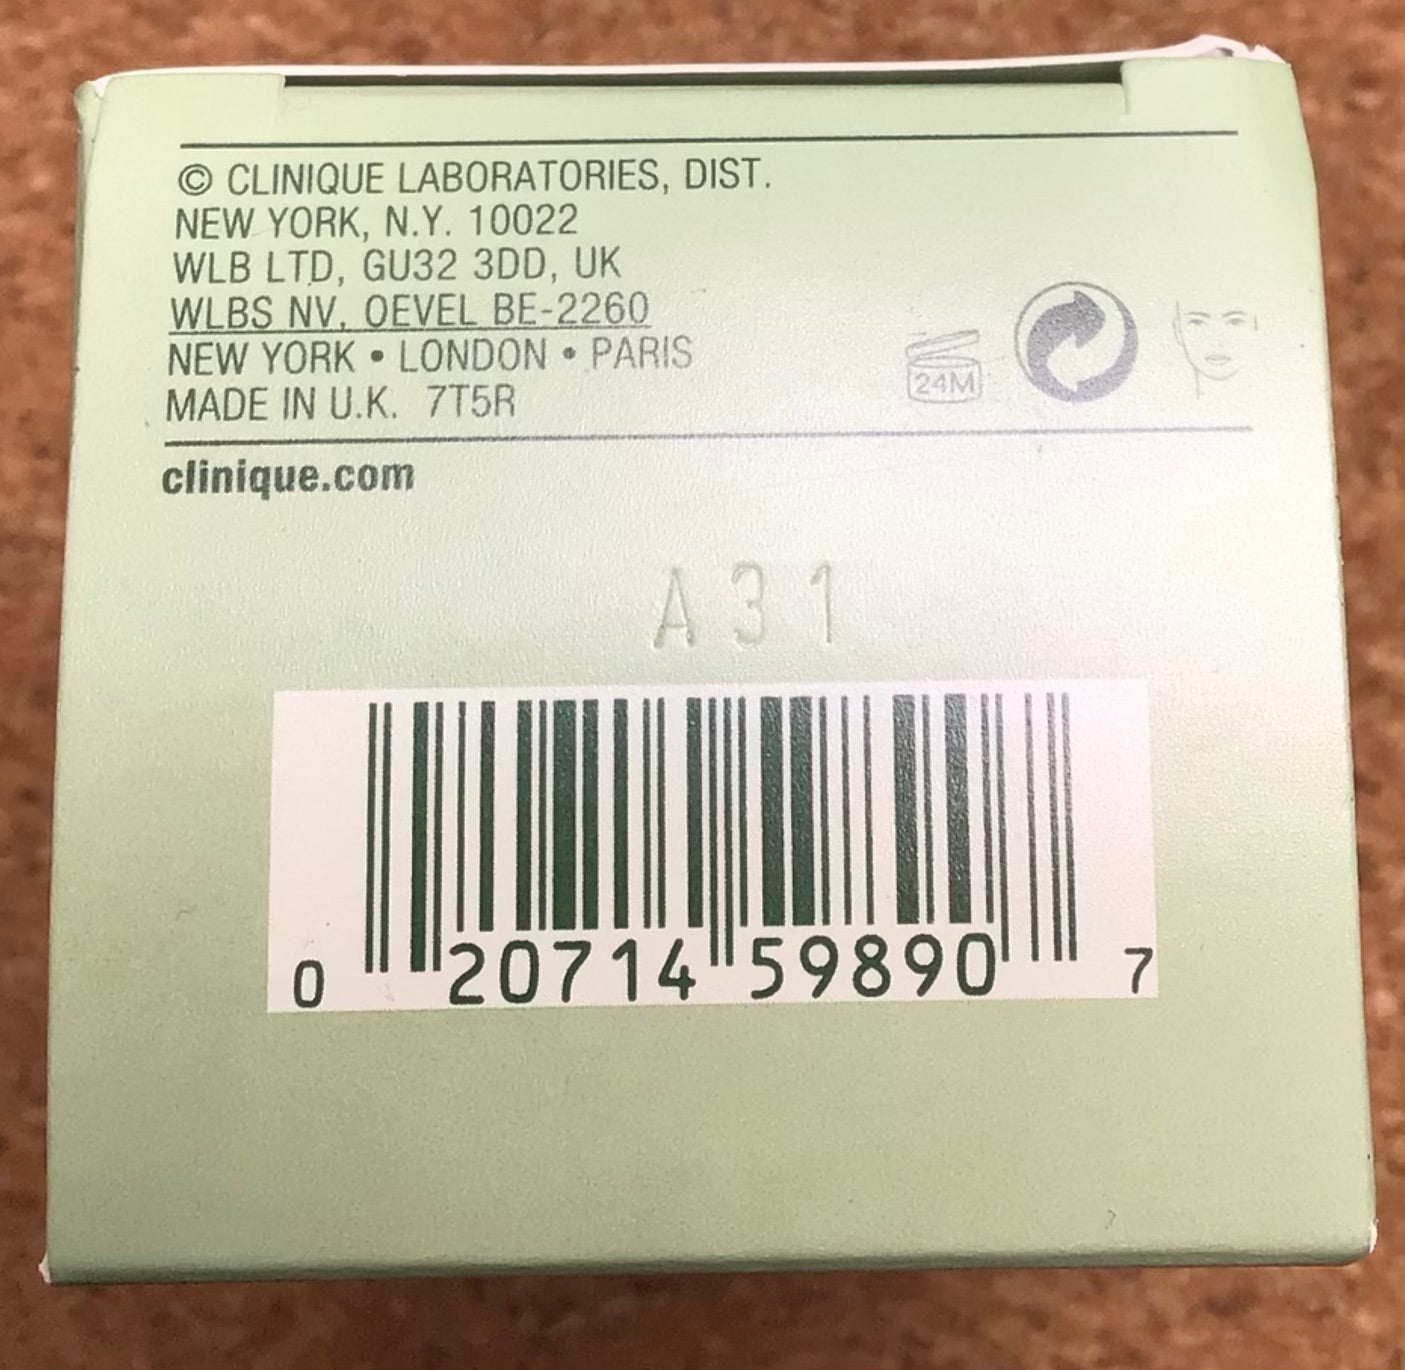 © CLINIQUE LABORATORIES, DIST.
NEW YORK, N.Y. 10022
WLB LTD, GU32 3DD, UK
WLBS NV, OEVEL BE-2260
NEW YORK • LONDON • PARIS
MADE IN U.K. 7T5R
24M
clinique.com
A31
0 20714 59890 7